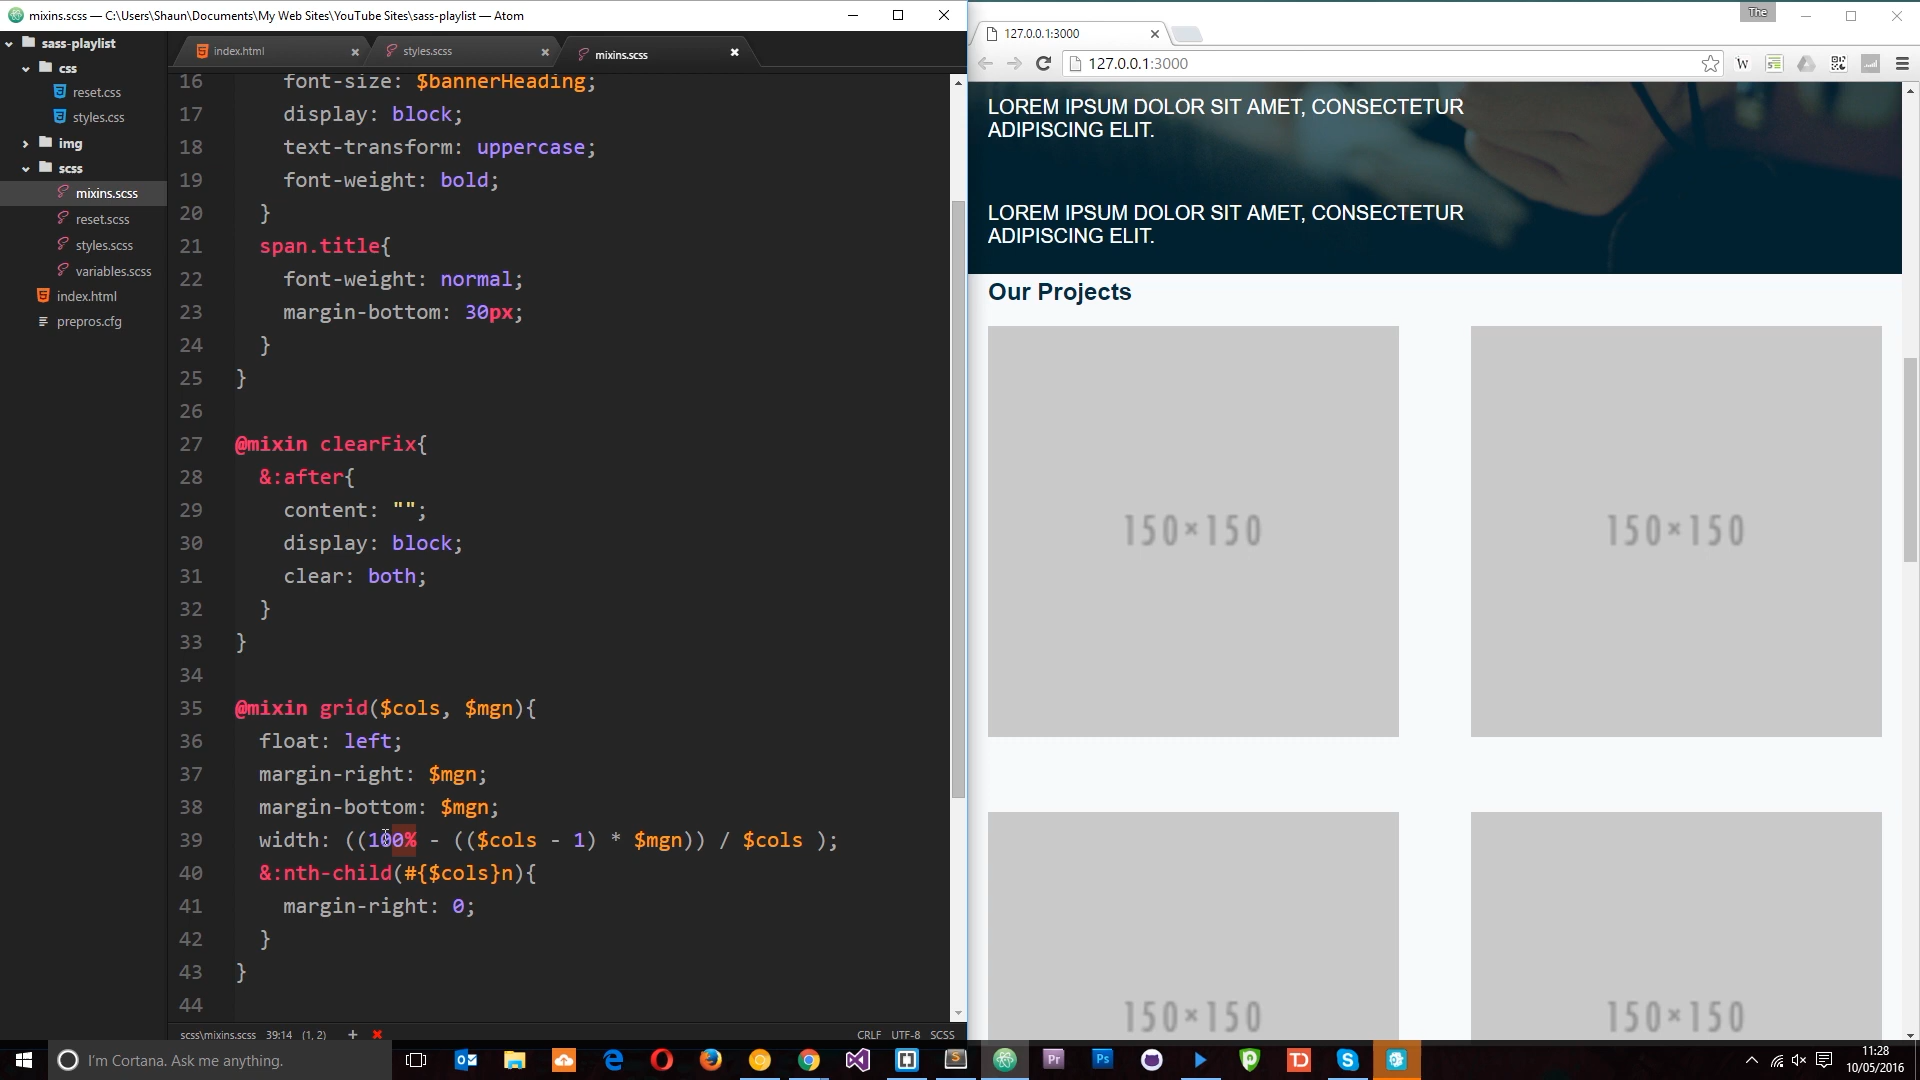 mixins.scss — C:\Users\Shaun\Documents\My Web Sites\YouTube Sites\sass-playlist — Atom
sass-playlist
css
reset.css
styles.css
img
scss
mixins.scss
reset.scss
styles.scss
variables.scss
index.html
prepros.cfg
index.html
styles.scss
mixins.scss
16 font-size: $bannerHeading;
17 display: block;
18 text-transform: uppercase;
19 font-weight: bold;
20 }
21 span.title{
22 font-weight: normal;
23 margin-bottom: 30px;
24 }
25 }
26
27 @mixin clearFix{
28 &:after{
29 content: "";
30 display: block;
31 clear: both;
32 }
33 }
34
35 @mixin grid($cols, $mgn){
36 float: left;
37 margin-right: $mgn;
38 margin-bottom: $mgn;
39 width: ((100% - (($cols - 1) * $mgn)) / $cols );
40 &:nth-child(#{$cols}n){
41 margin-right: 0;
42 }
43 }
44
scss\mixins.scss 39:14 (1, 2)
CRLF UTF-8 SCSS
The
127.0.0.1:3000
127.0.0.1:3000
W
LOREM IPSUM DOLOR SIT AMET, CONSECTETUR
ADIPISCING ELIT.
LOREM IPSUM DOLOR SIT AMET, CONSECTETUR
ADIPISCING ELIT.
Our Projects
150×150
150×150
150×150
150×150
I'm Cortana. Ask me anything.
Pr
Ps
TD
11:28
10/05/2016